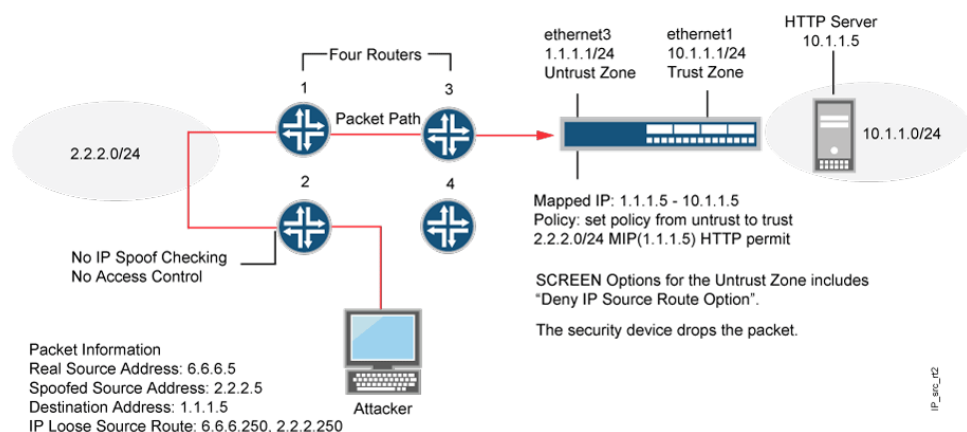 Four Routers
1
3
Packet Path
2
4
2.2.2.0/24
No IP Spoof Checking
No Access Control
ethernet3
1.1.1.1/24
Untrust Zone
ethernet1
10.1.1.1/24
Trust Zone
HTTP Server
10.1.1.5
10.1.1.0/24
Mapped IP: 1.1.1.5 - 10.1.1.5
Policy: set policy from untrust to trust
2.2.2.0/24 MIP(1.1.1.5) HTTP permit
SCREEN Options for the Untrust Zone includes
“Deny IP Source Route Option”.
The security device drops the packet.
Packet Information
Real Source Address: 6.6.6.5
Spoofed Source Address: 2.2.2.5
Destination Address: 1.1.1.5
IP Loose Source Route: 6.6.6.250, 2.2.2.250
Attacker
IP_src_rt2